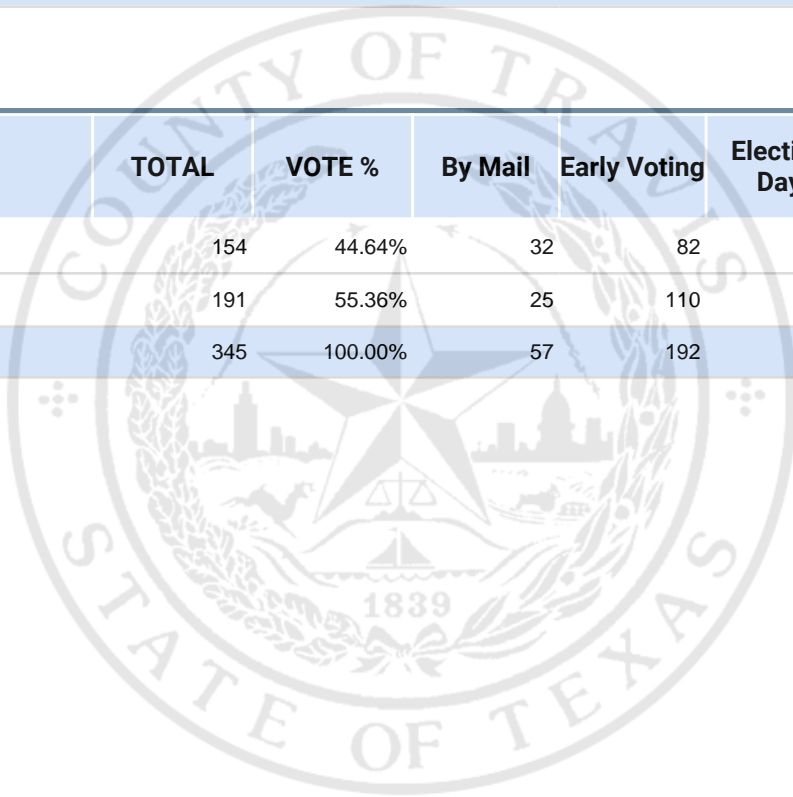 COUNTY OF TRAVIS
TOTAL VOTE % By Mail Early Voting
154 44.64% 32 82
191 55.36% 25 110
345 100.00% 57 192
1839
STATE OF TEXAS